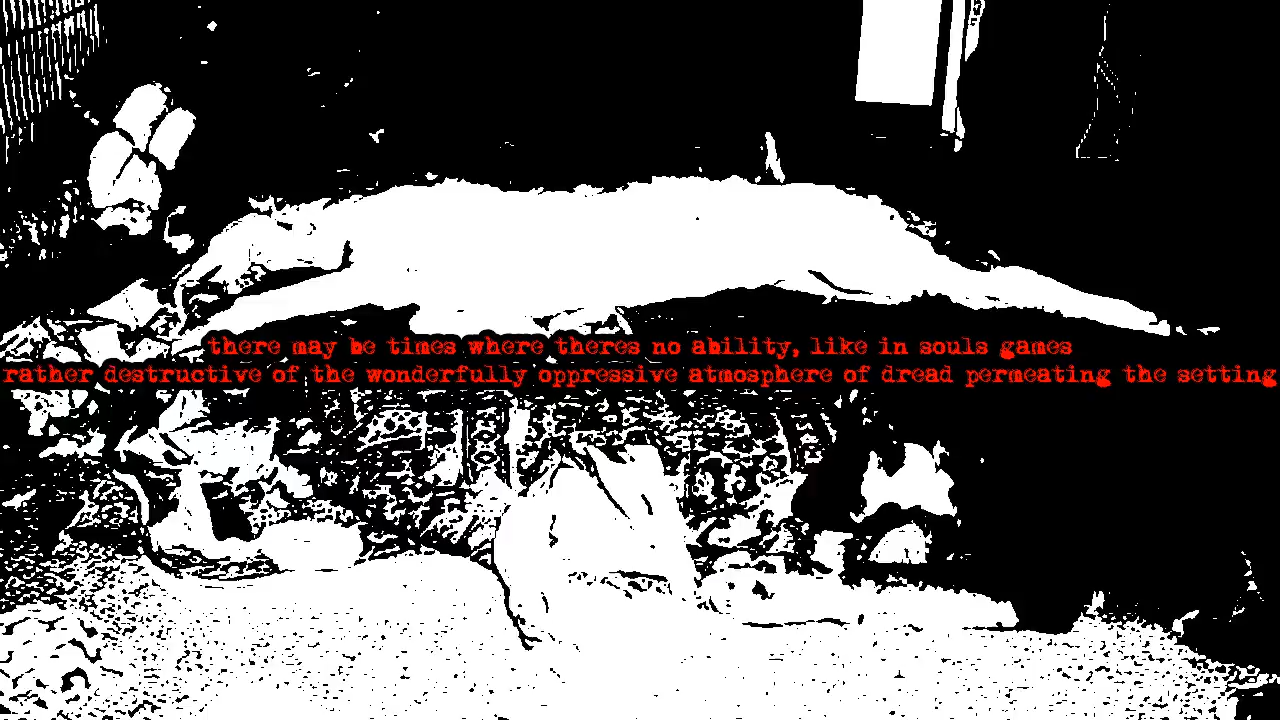 there may be times where theres no ability, like in souls games
rather destructive of the wonderfully oppressive atmosphere of dread permeating the setting